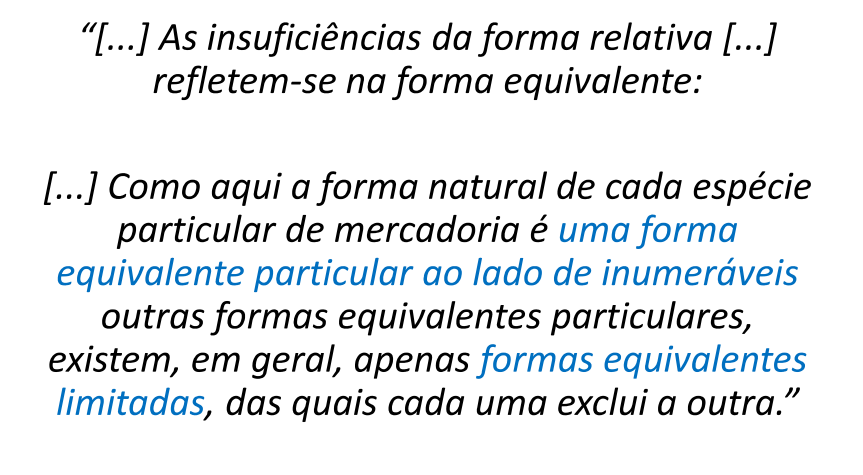 “[...] As insuficiências da forma relativa [...]
refletem-se na forma equivalente:
[...] Como aqui a forma natural de cada espécie
particular de mercadoria é uma forma
equivalente particular ao lado de inumeráveis
outras formas equivalentes particulares,
existem, em geral, apenas formas equivalentes
limitadas, das quais cada uma exclui a outra.”